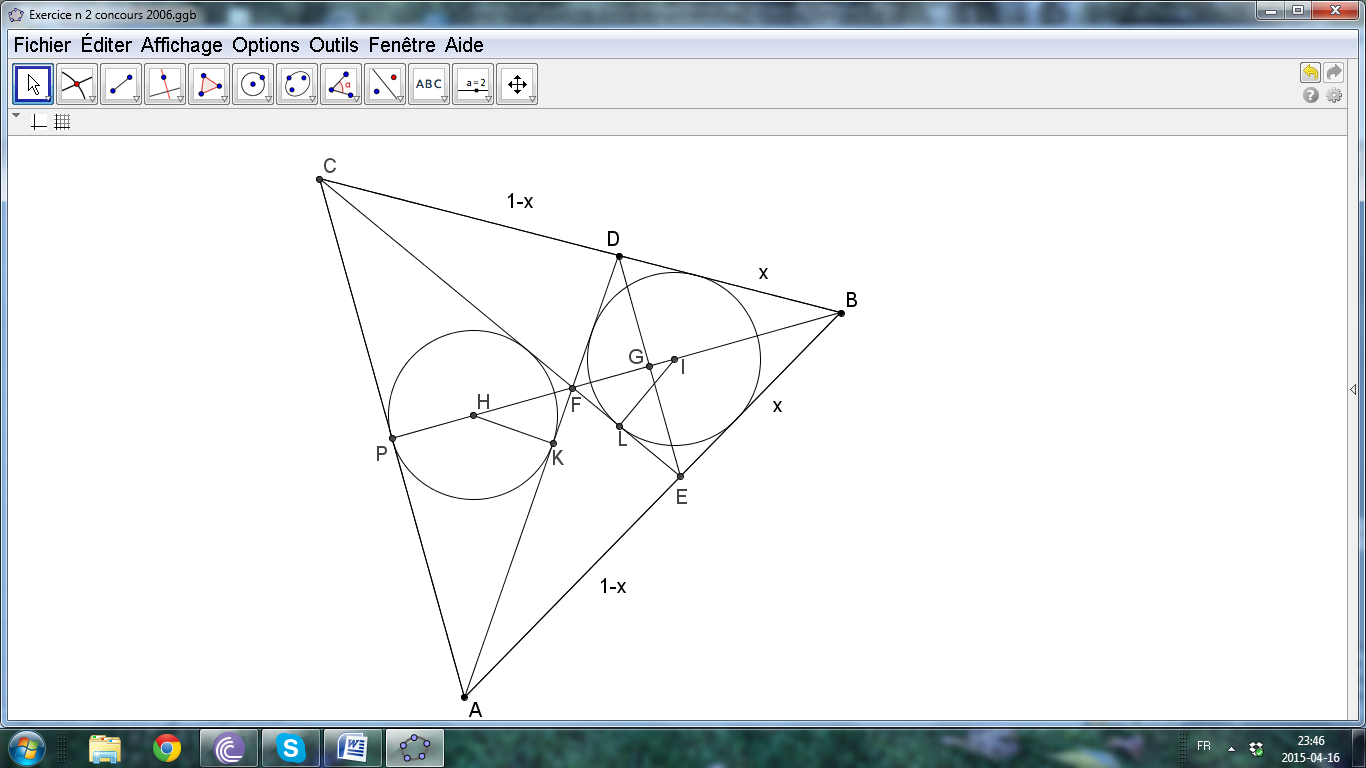 Exercice n 2 concours 2006.ggb
Fichier Éditer Affichage Options Outils Fenêtre Aide
ABC
a=2
α
C
1-x
D
x
B
G
I
H
F
x
L
P
K
E
1-x
A
FR
23:46
2015-04-16